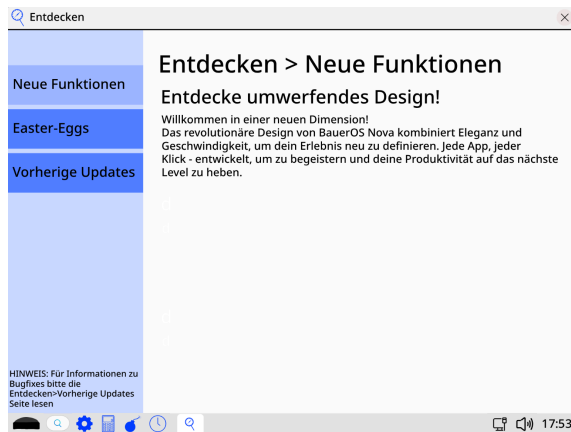 Entdecken
Entdecken > Neue Funktionen
Neue Funktionen
Entdecke umwerfendes Design!
Easter-Eggs
Willkommen in einer neuen Dimension!
Das revolutionäre Design von BauerOS Nova kombiniert Eleganz und
Geschwindigkeit, um dein Erlebnis neu zu definieren. Jede App, jeder
Klick - entwickelt, um zu begeistern und deine Produktivität auf das nächste
Level zu heben.
Vorherige Updates
HINWEIS: Für Informationen zu
Bugfixes bitte die
Entdecken>Vorherige Updates
Seite lesen
17:53